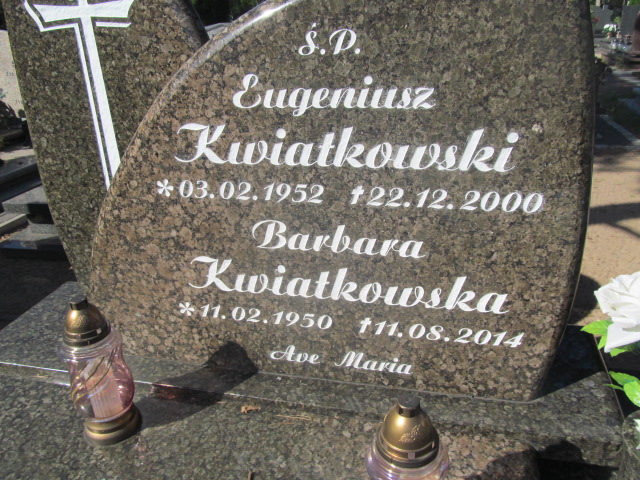 Ś.P.
Eugeniusz
Kwiatkowski
*03.02.1952 †22.12.2000
Barbara
Kwiatkowska
*11.02.1950 †11.08.2014
Ave Maria